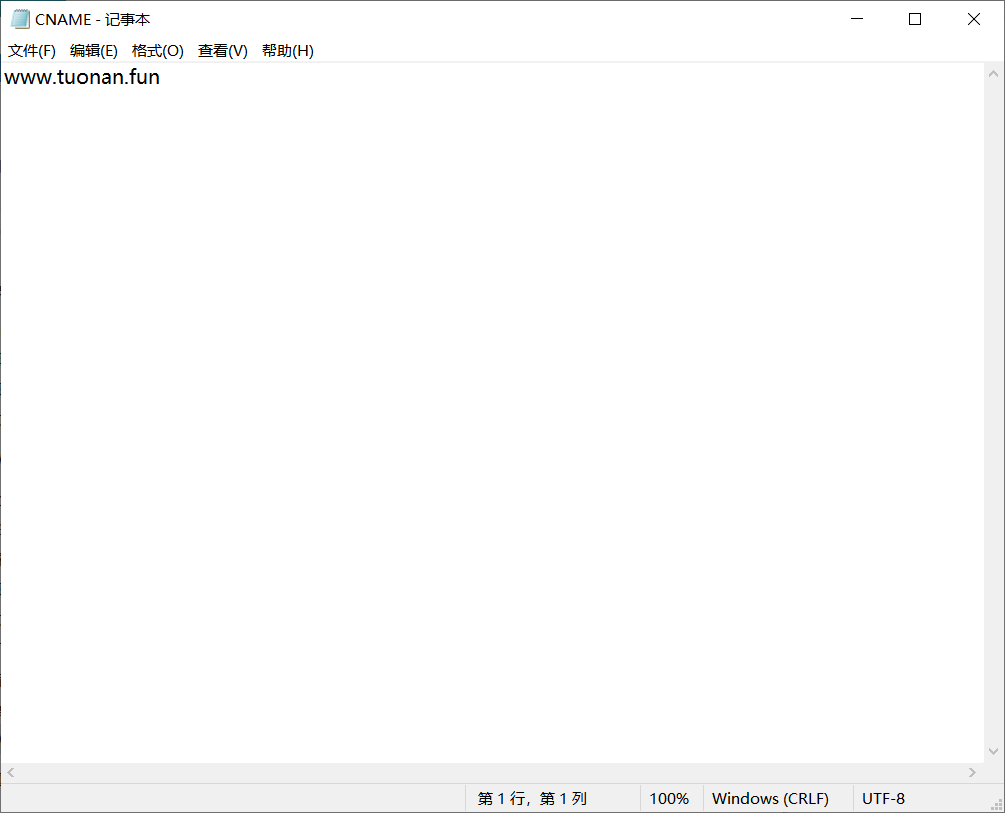 CNAME - 记事本
文件(F) 编辑(E) 格式(O) 查看(V) 帮助(H)
www.tuonan.fun
第 1 行，第 1 列 100% Windows (CRLF) UTF-8